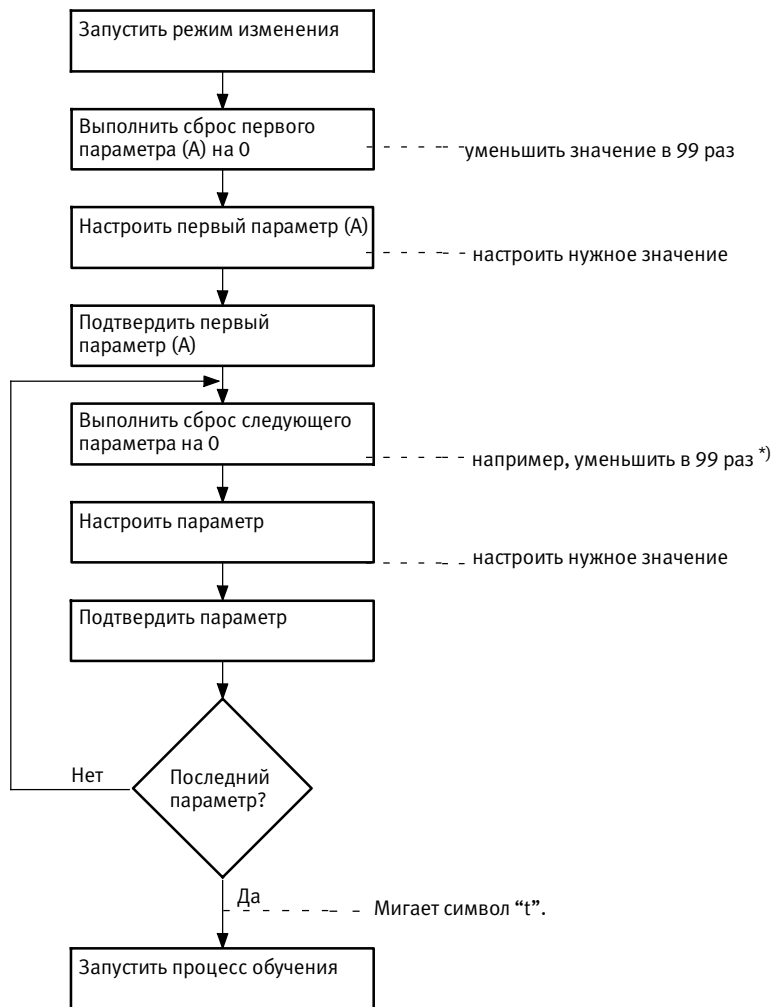 Запустить режим изменения
Выполнить сброс первого
параметра (A) на 0
уменьшить значение в 99 раз
Настроить первый параметр (A)
настроить нужное значение
Подтвердить первый
параметр (A)
Выполнить сброс следующего
параметра на 0
например, уменьшить в 99 раз *)
Настроить параметр
настроить нужное значение
Подтвердить параметр
Нет
Последний
параметр?
Да
Мигает символ “t”.
Запустить процесс обучения